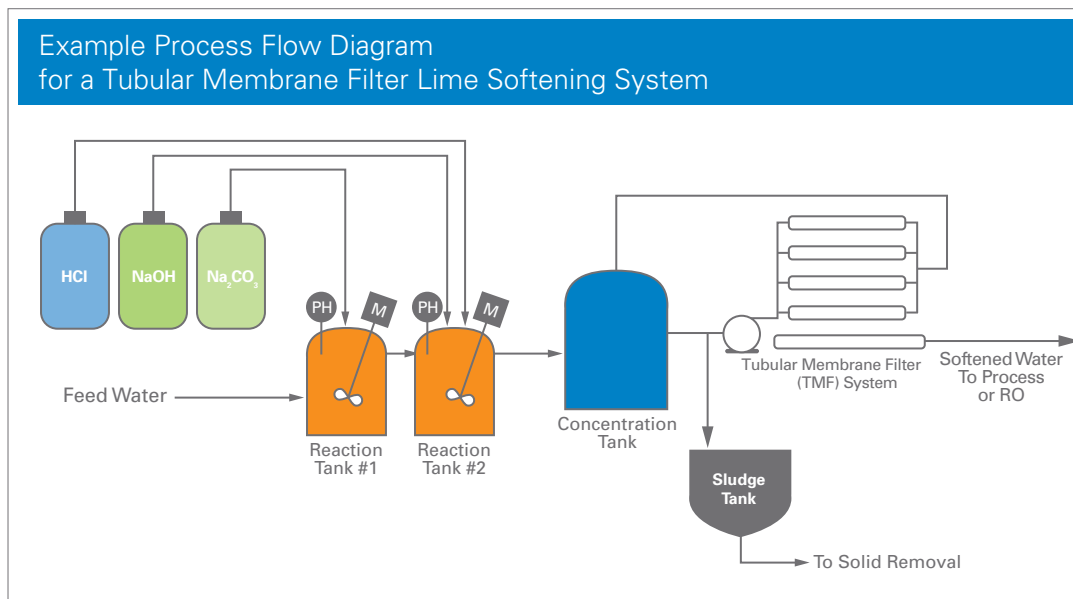 Example Process Flow Diagram
for a Tubular Membrane Filter Lime Softening System
HCl
NaOH
Na₂CO₃
PH
M
PH
M
Feed Water
Reaction
Tank #1
Reaction
Tank #2
Concentration
Tank
Tubular Membrane Filter
(TMF) System
Softened Water
To Process
or RO
Sludge
Tank
To Solid Removal